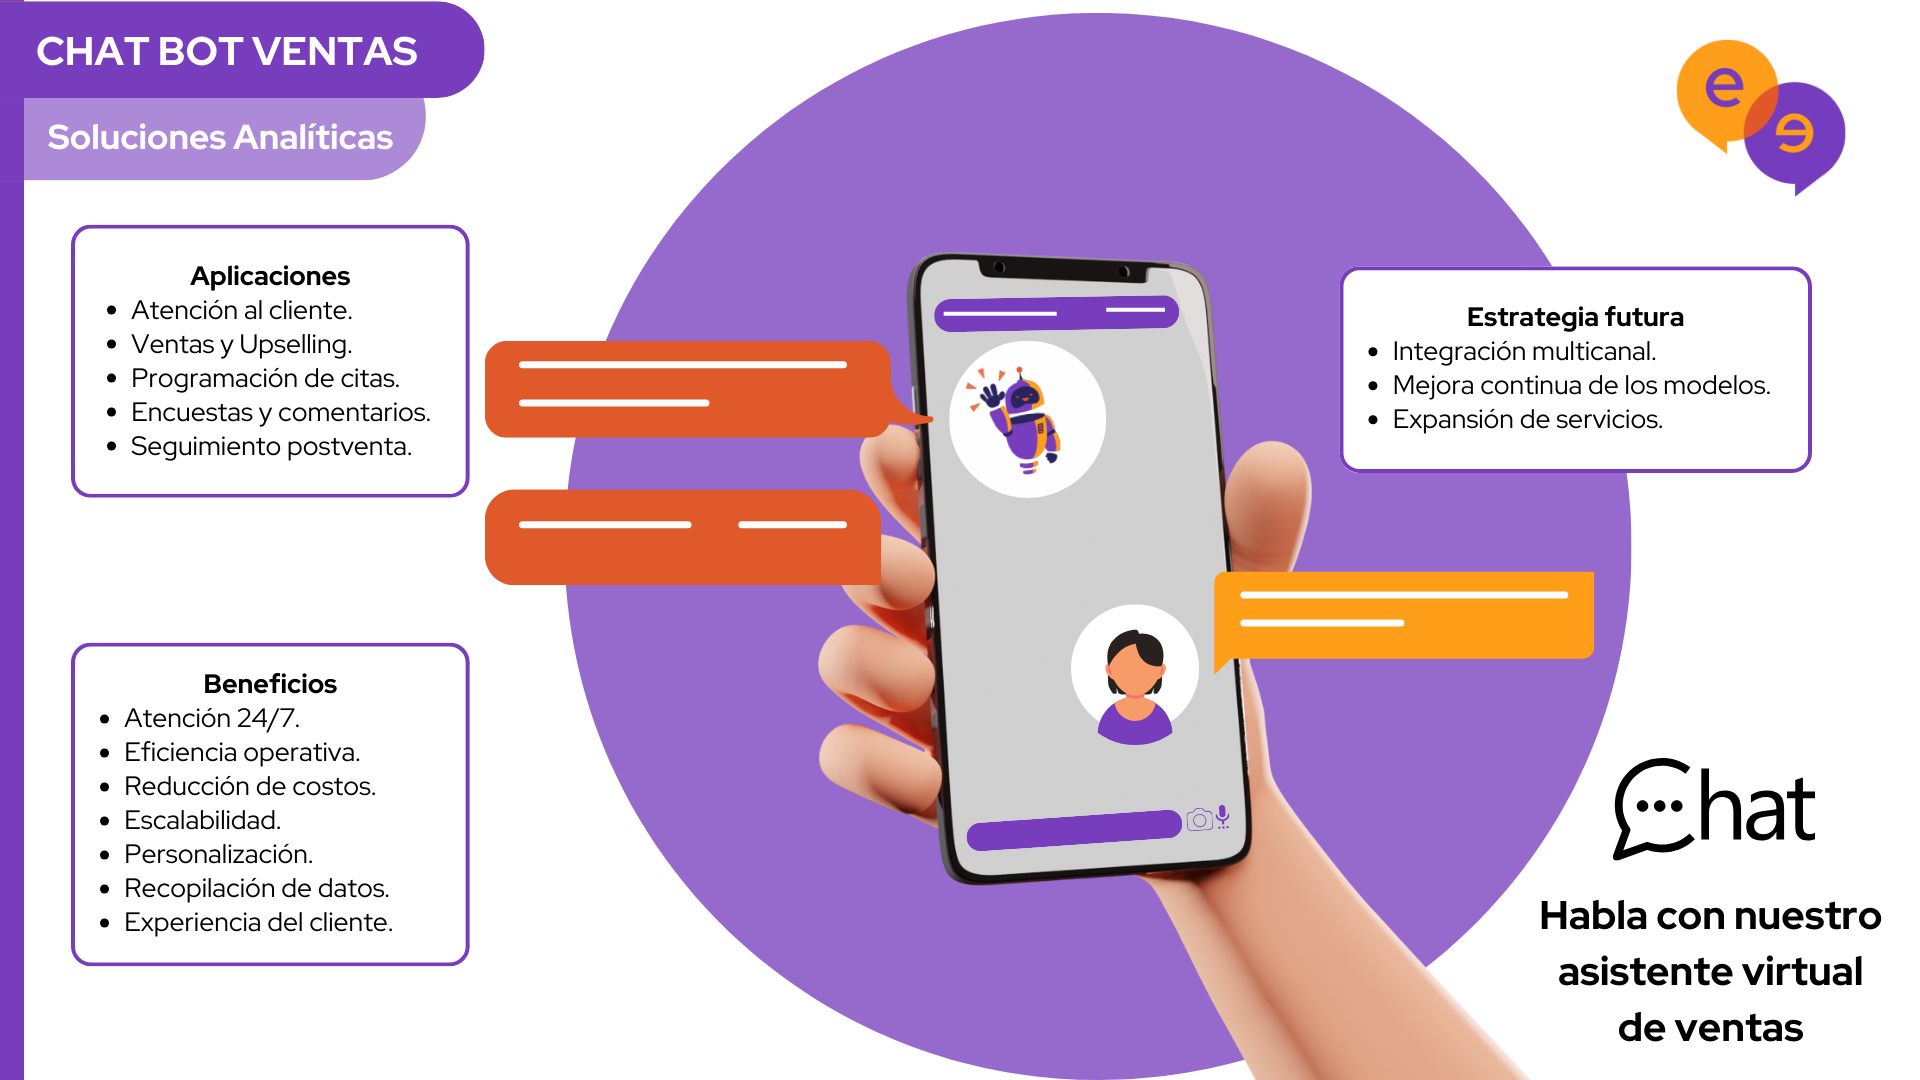 CHAT BOT VENTAS
Soluciones Analíticas
Aplicaciones
Atención al cliente.
Ventas y Upselling.
Programación de citas.
Encuestas y comentarios.
Seguimiento postventa.
Beneficios
Atención 24/7.
Eficiencia operativa.
Reducción de costos.
Escalabilidad.
Personalización.
Recopilación de datos.
Experiencia del cliente.
e e
Estrategia futura
Integración multicanal.
Mejora continua de los modelos.
Expansión de servicios.
Chat
Habla con nuestro
asistente virtual
de ventas